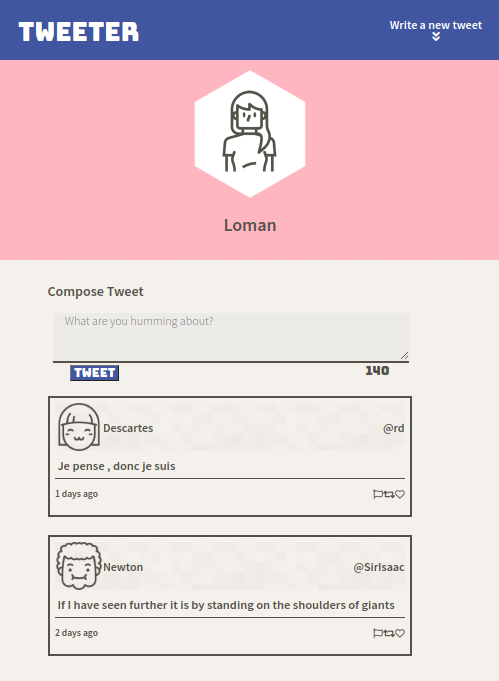 TWEETER
Write a new tweet
Loman
Compose Tweet
What are you humming about?
TWEET
140
Descartes
@rd
Je pense , donc je suis
1 days ago
Newton
@SirIsaac
If I have seen further it is by standing on the shoulders of giants
2 days ago